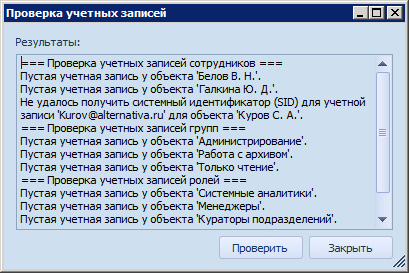 Проверка учетных записей
Результаты:
=== Проверка учетных записей сотрудников ===
Пустая учетная запись у объекта 'Белов В. Н.'.
Пустая учетная запись у объекта 'Галкина Ю. Д.'.
Не удалось получить системный идентификатор (SID) для учетной
записи 'Kurov@alternativa.ru' для объекта 'Куров С. А.'.
=== Проверка учетных записей групп ===
Пустая учетная запись у объекта 'Администрирование'.
Пустая учетная запись у объекта 'Работа с архивом'.
Пустая учетная запись у объекта 'Только чтение'.
=== Проверка учетных записей ролей ===
Пустая учетная запись у объекта 'Системные аналитики'.
Пустая учетная запись у объекта 'Менеджеры'.
Пустая учетная запись у объекта 'Кураторы подразделений'.
Проверить
Закрыть